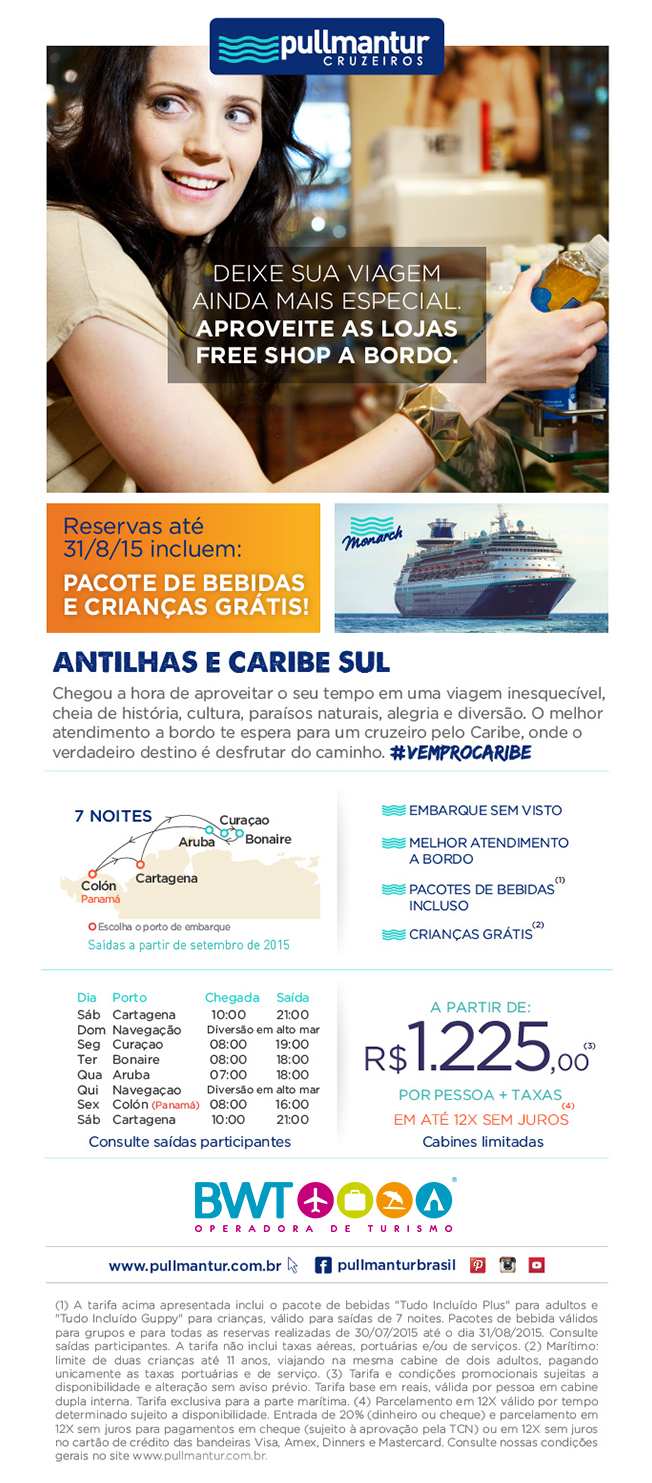 pullmantur
CRUZEIROS
DEIXE SUA VIAGEM
AINDA MAIS ESPECIAL.
APROVEITE AS LOJAS
FREE SHOP A BORDO.
Reservas até
31/8/15 incluem:
PACOTE DE BEBIDAS
E CRIANÇAS GRÁTIS!
Monarch
ANTILHAS E CARIBE SUL
Chegou a hora de aproveitar o seu tempo em uma viagem inesquecível,
cheia de história, cultura, paraísos naturais, alegria e diversão. O melhor
atendimento a bordo te espera para um cruzeiro pelo Caribe, onde o
verdadeiro destino é desfrutar do caminho. #VEMPROCARIBE
7 NOITES
Curaçao
Aruba
Bonaire
Cartagena
Colón
Panamá
Escolha o porto de embarque
Saídas a partir de setembro de 2015
EMBARQUE SEM VISTO
MELHOR ATENDIMENTO
A BORDO
PACOTES DE BEBIDAS (1)
INCLUSO
CRIANÇAS GRÁTIS (2)
Dia Porto Chegada Saída
Sáb Cartagena 10:00 21:00
Dom Navegação Diversão em alto mar
Seg Curaçao 08:00 19:00
Ter Bonaire 08:00 18:00
Qua Aruba 07:00 18:00
Qui Navegaçao Diversão em alto mar
Sex Colón (Panamá) 08:00 16:00
Sáb Cartagena 10:00 21:00
Consulte saídas participantes
A PARTIR DE:
R$1.225,00 (3)
POR PESSOA + TAXAS
EM ATÉ 12X SEM JUROS (4)
Cabines limitadas
BWT ®
OPERADORA DE TURISMO
www.pullmantur.com.br pullmanturbrasil
(1) A tarifa acima apresentada inclui o pacote de bebidas "Tudo Incluído Plus" para adultos e
"Tudo Incluído Guppy" para crianças, válido para saídas de 7 noites. Pacotes de bebida válidos
para grupos e para todas as reservas realizadas de 30/07/2015 até o dia 31/08/2015. Consulte
saídas participantes. A tarifa não inclui taxas aéreas, portuárias e/ou de serviços. (2) Marítimo:
limite de duas crianças até 11 anos, viajando na mesma cabine de dois adultos, pagando
unicamente as taxas portuárias e de serviço. (3) Tarifa e condições promocionais sujeitas a
disponibilidade e alteração sem aviso prévio. Tarifa base em reais, válida por pessoa em cabine
dupla interna. Tarifa exclusiva para a parte marítima. (4) Parcelamento em 12X válido por tempo
determinado sujeito a disponibilidade. Entrada de 20% (dinheiro ou cheque) e parcelamento em
12X sem juros para pagamentos em cheque (sujeito à aprovação pela TCN) ou em 12X sem juros
no cartão de crédito das bandeiras Visa, Amex, Dinners e Mastercard. Consulte nossas condições
gerais no site www.pullmantur.com.br.